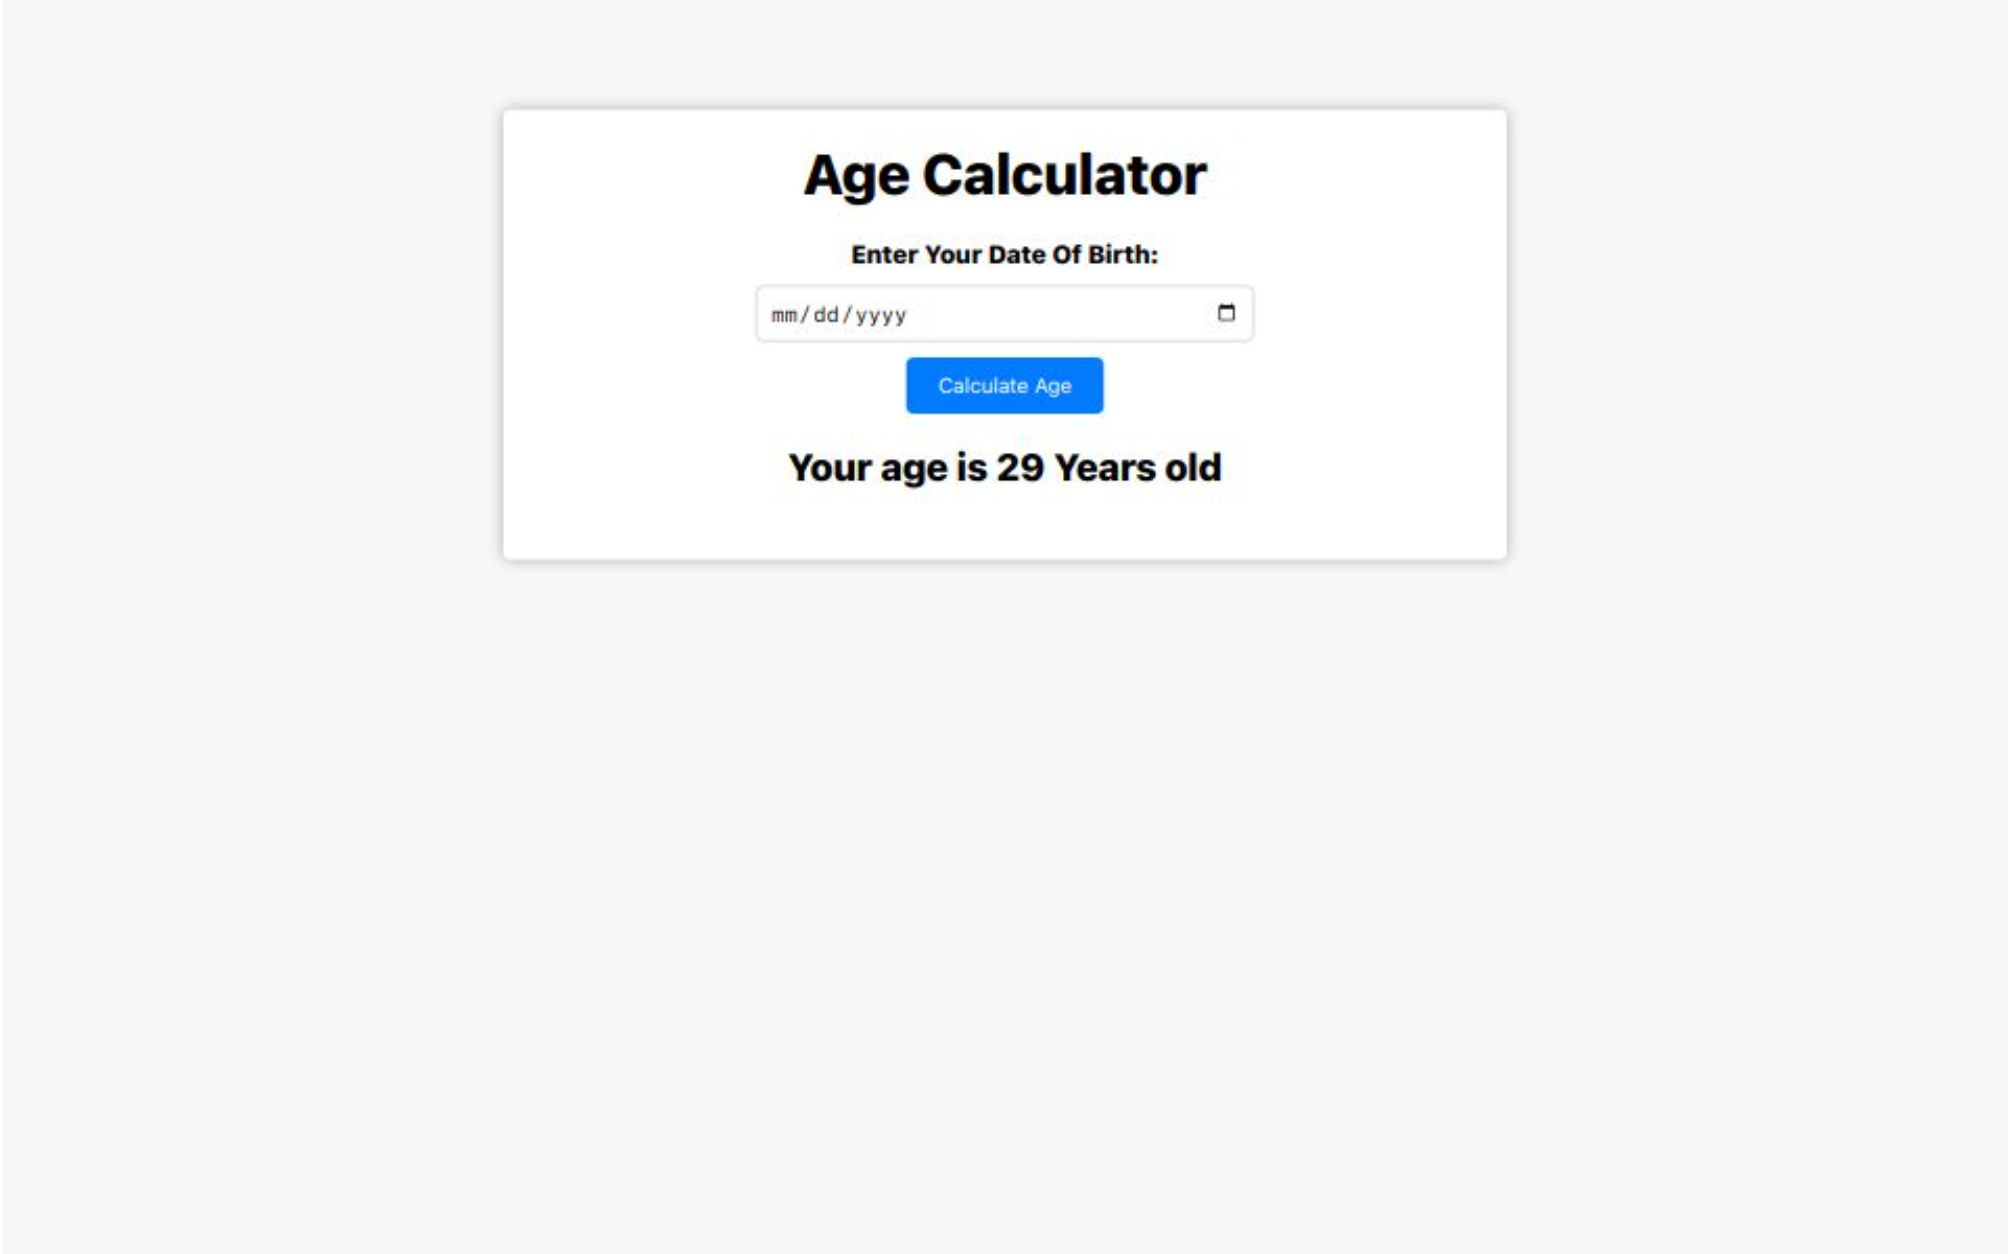 Age Calculator
Enter Your Date Of Birth:
mm/dd/yyyy
Calculate Age
Your age is 29 Years old